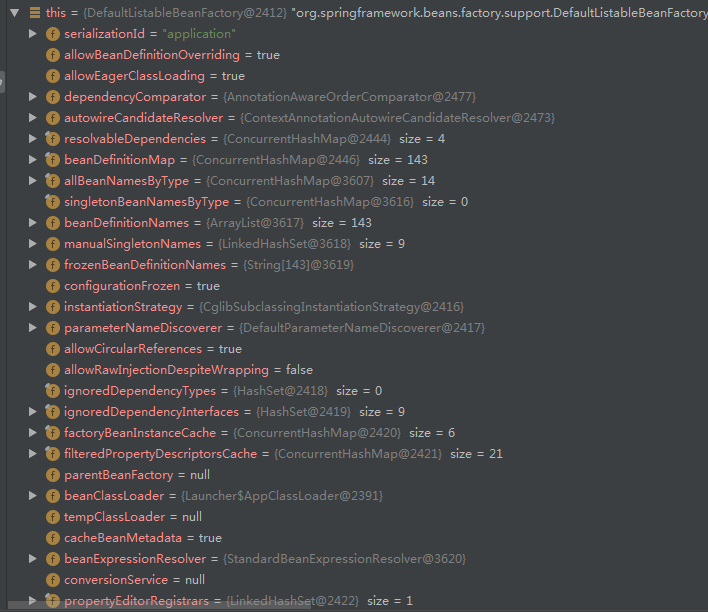 this = {DefaultListableBeanFactory@2412} "org.springframework.beans.factory.support.DefaultListableBeanFactory
f serializationId = "application"
f allowBeanDefinitionOverriding = true
f allowEagerClassLoading = true
f dependencyComparator = {AnnotationAwareOrderComparator@2477}
f autowireCandidateResolver = {ContextAnnotationAutowireCandidateResolver@2473}
f resolvableDependencies = {ConcurrentHashMap@2444} size = 4
f beanDefinitionMap = {ConcurrentHashMap@2446} size = 143
f allBeanNamesByType = {ConcurrentHashMap@3607} size = 14
f singletonBeanNamesByType = {ConcurrentHashMap@3616} size = 0
f beanDefinitionNames = {ArrayList@3617} size = 143
f manualSingletonNames = {LinkedHashSet@3618} size = 9
f frozenBeanDefinitionNames = {String[143]@3619}
f configurationFrozen = true
f instantiationStrategy = {CglibSubclassingInstantiationStrategy@2416}
f parameterNameDiscoverer = {DefaultParameterNameDiscoverer@2417}
f allowCircularReferences = true
f allowRawInjectionDespiteWrapping = false
f ignoredDependencyTypes = {HashSet@2418} size = 0
f ignoredDependencyInterfaces = {HashSet@2419} size = 9
f factoryBeanInstanceCache = {ConcurrentHashMap@2420} size = 6
f filteredPropertyDescriptorsCache = {ConcurrentHashMap@2421} size = 21
f parentBeanFactory = null
f beanClassLoader = {Launcher$AppClassLoader@2391}
f tempClassLoader = null
f cacheBeanMetadata = true
f beanExpressionResolver = {StandardBeanExpressionResolver@3620}
f conversionService = null
f propertyEditorRegistrars = {LinkedHashSet@2422} size = 1